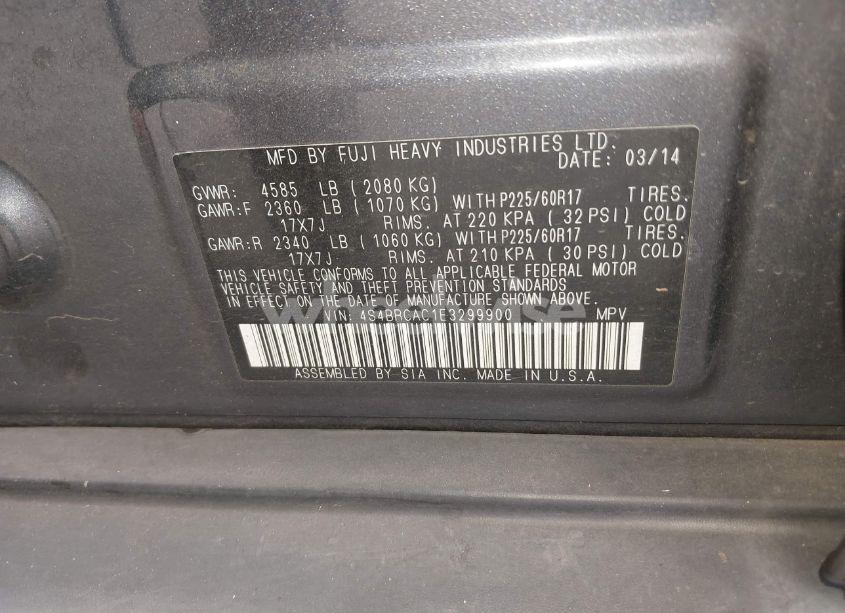 MFD BY FUJI HEAVY INDUSTRIES LTD.
DATE: 03/14
GVWR: 4585 LB ( 2080 KG)
GAWR:F 2360 LB ( 1070 KG) WITH P225/60R17 TIRES.
17X7J RIMS. AT 220 KPA ( 32 PSI) COLD
GAWR:R 2340 LB ( 1060 KG) WITH P225/60R17 TIRES.
17X7J RIMS. AT 210 KPA ( 30 PSI) COLD
THIS VEHICLE CONFORMS TO ALL APPLICABLE FEDERAL MOTOR
VEHICLE SAFETY AND THEFT PREVENTION STANDARDS
IN EFFECT ON THE DATE OF MANUFACTURE SHOWN ABOVE.
VIN: 4S4BRCAC1E3299900 MPV
ASSEMBLED BY SIA INC. MADE IN U.S.A.